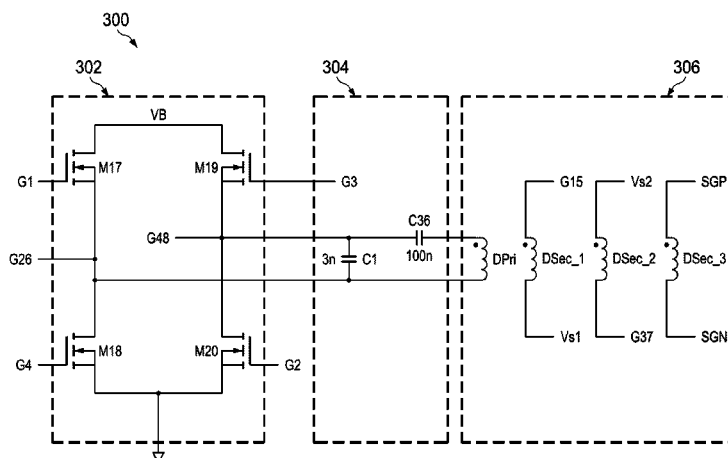 300
302
304
306
VB
G1
M17
M19
G3
G15
Vs2
SGP
C36
G48
G26
3n
C1
100n
DPri
DSec_1
DSec_2
DSec_3
G4
M18
M20
G2
Vs1
G37
SGN